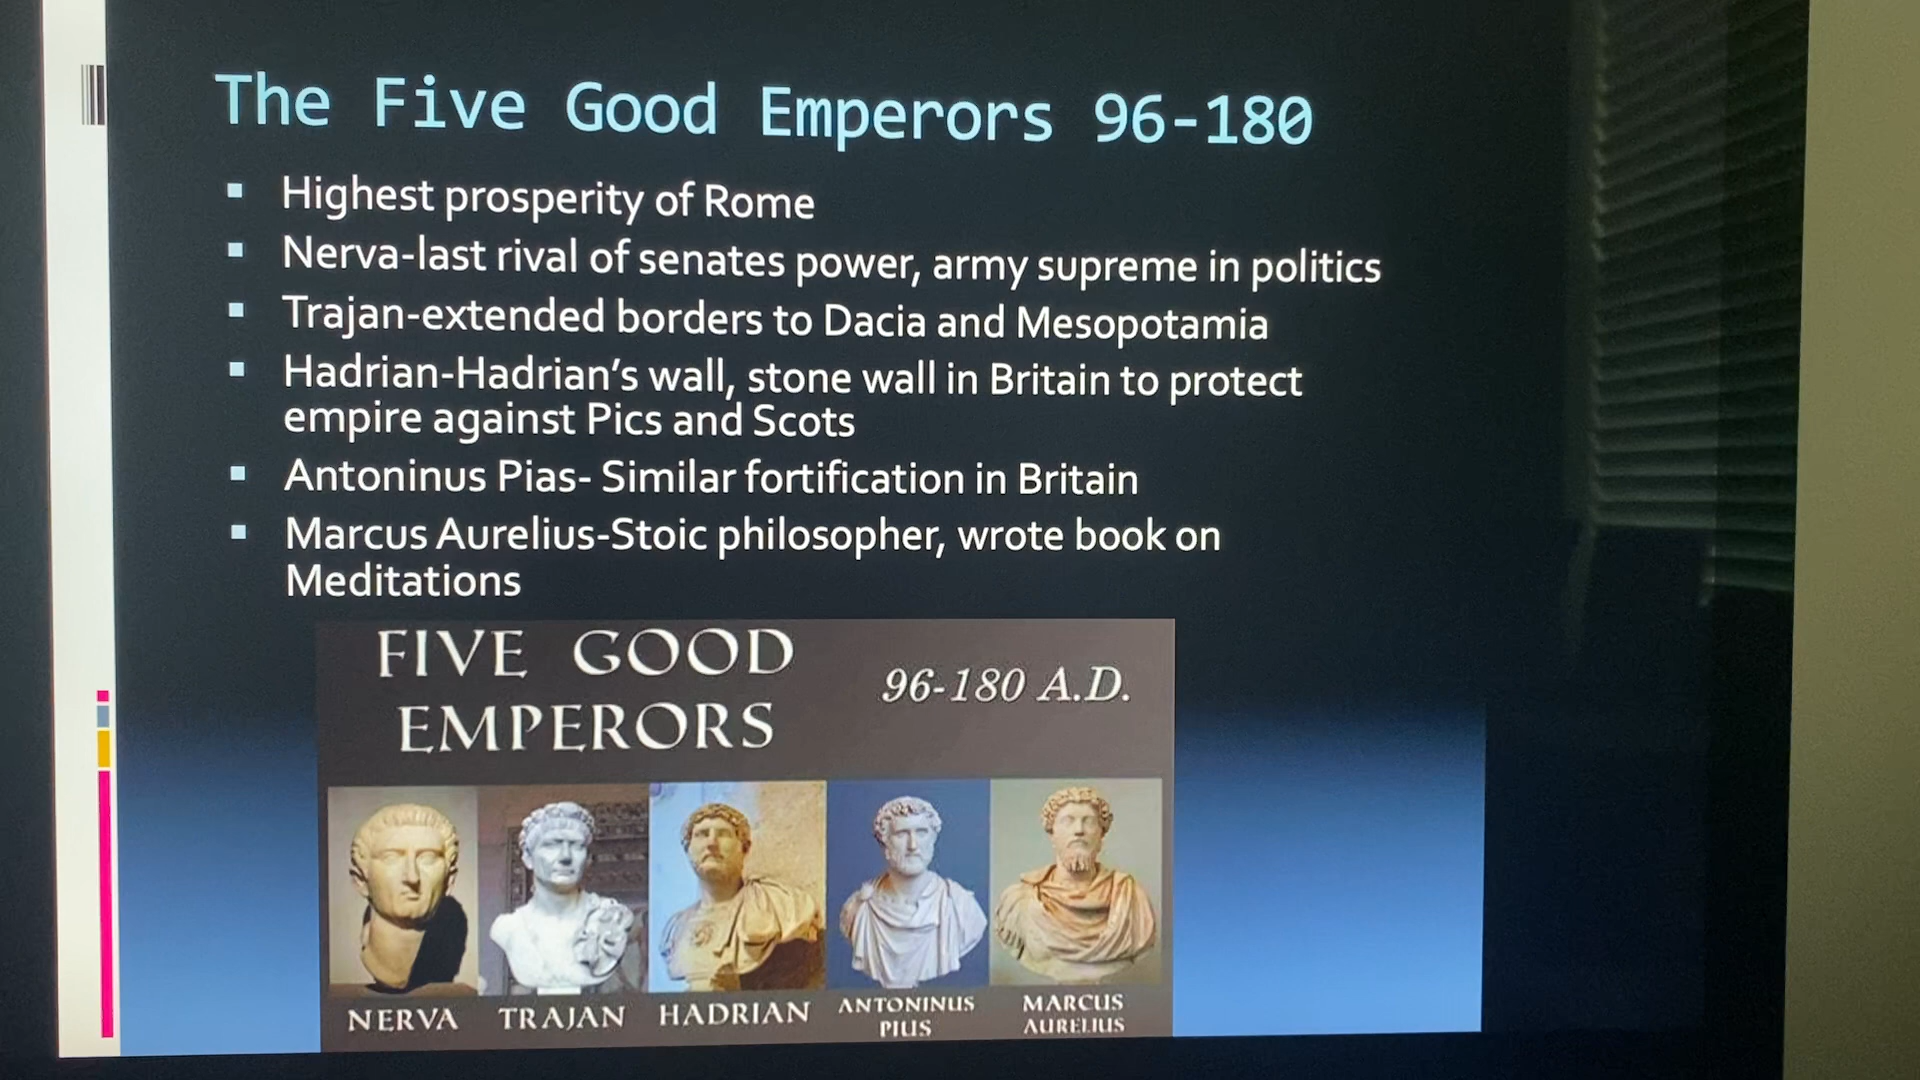 The Five Good Emperors 96-180
Highest prosperity of Rome
Nerva-last rival of senates power, army supreme in politics
Trajan-extended borders to Dacia and Mesopotamia
Hadrian-Hadrian's wall, stone wall in Britain to protect
empire against Pics and Scots
Antoninus Pias- Similar fortification in Britain
Marcus Aurelius-Stoic philosopher, wrote book on
Meditations
FIVE GOOD
EMPERORS
96-180 A.D.
NERVA
TRAJAN
HADRIAN
ANTONINUS
PIUS
MARCUS
AURELIUS